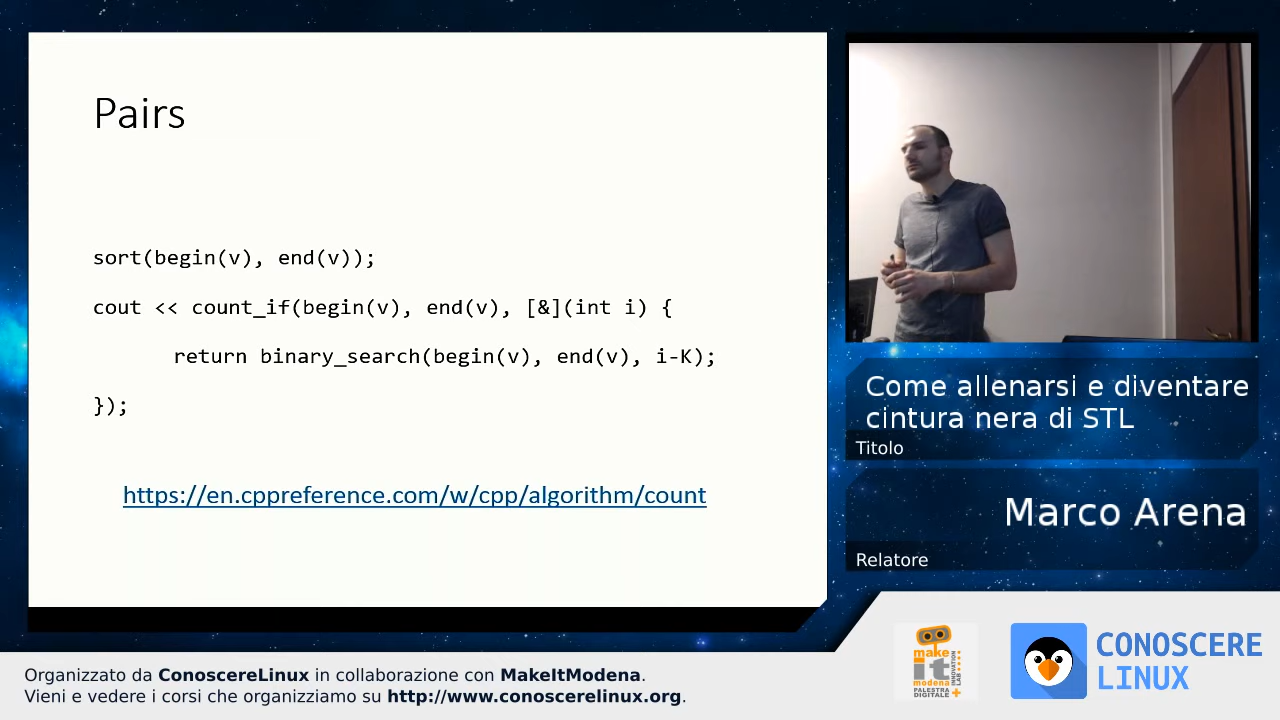 Pairs
sort(begin(v), end(v));
cout << count_if(begin(v), end(v), [&](int i) {
return binary_search(begin(v), end(v), i-K);
});
https://en.cppreference.com/w/cpp/algorithm/count
Come allenarsi e diventare
cintura nera di STL
Titolo
Marco Arena
Relatore
make
it
modena
PALESTRA
DIGITALE
INNOVATION
LAB
CONOSCERE
LINUX
Organizzato da ConoscereLinux in collaborazione con MakeItModena.
Vieni e vedere i corsi che organizziamo su http://www.conoscerelinux.org.